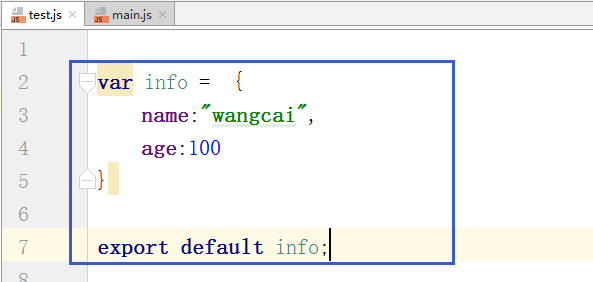 test.js main.js
1
2 var info =  {
3     name:"wangcai",
4     age:100
5 }
6
7 export default info;
8